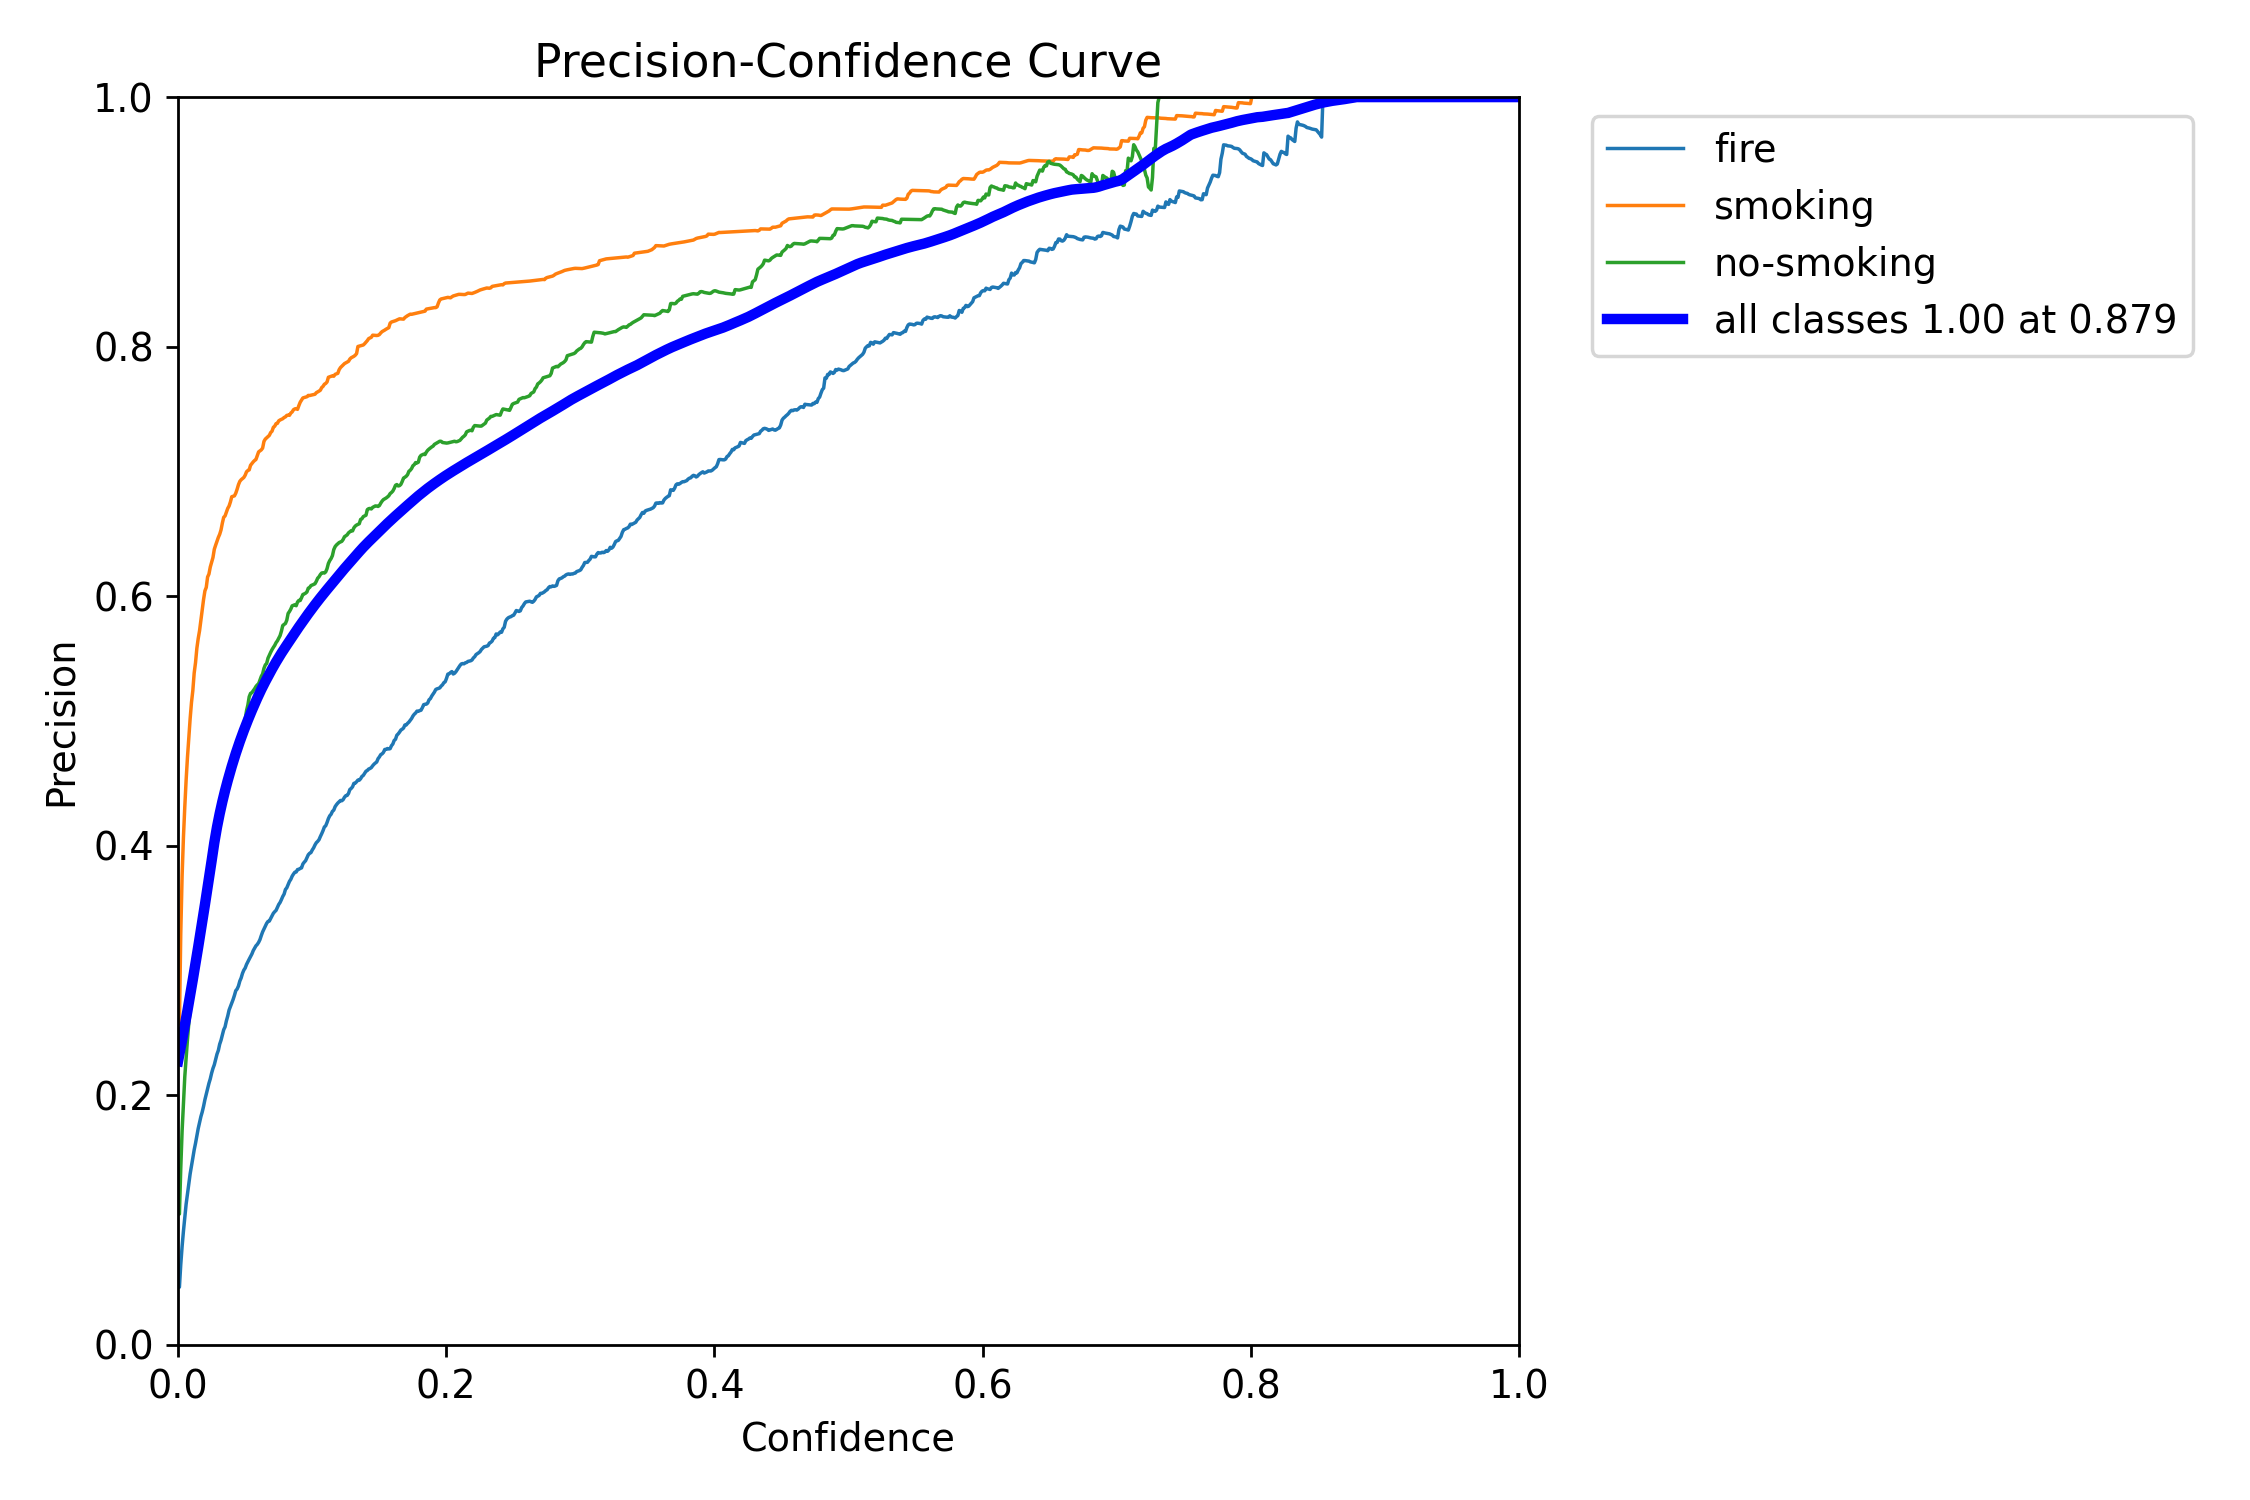 Precision-Confidence Curve
1.0
0.8
0.6
0.4
0.2
0.0
Precision
0.0 0.2 0.4 0.6 0.8 1.0
Confidence
fire
smoking
no-smoking
all classes 1.00 at 0.879